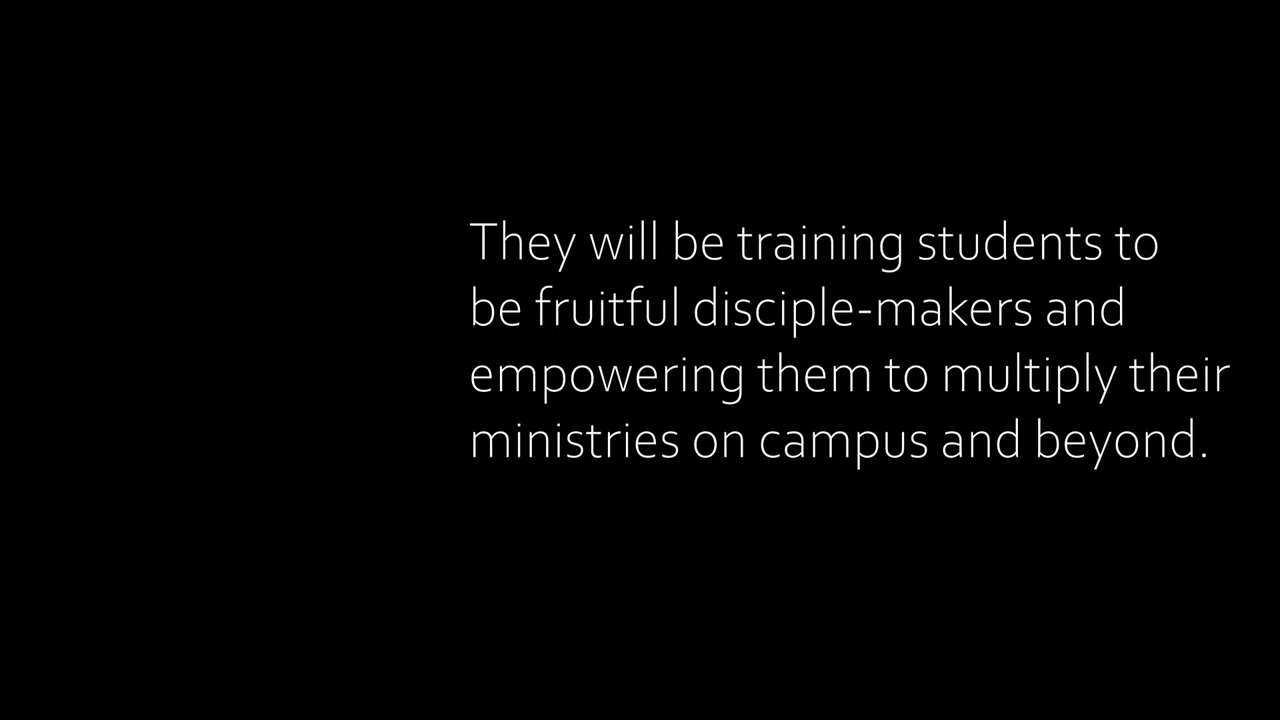 They will be training students to
be fruitful disciple-makers and
empowering them to multiply their
ministries on campus and beyond.